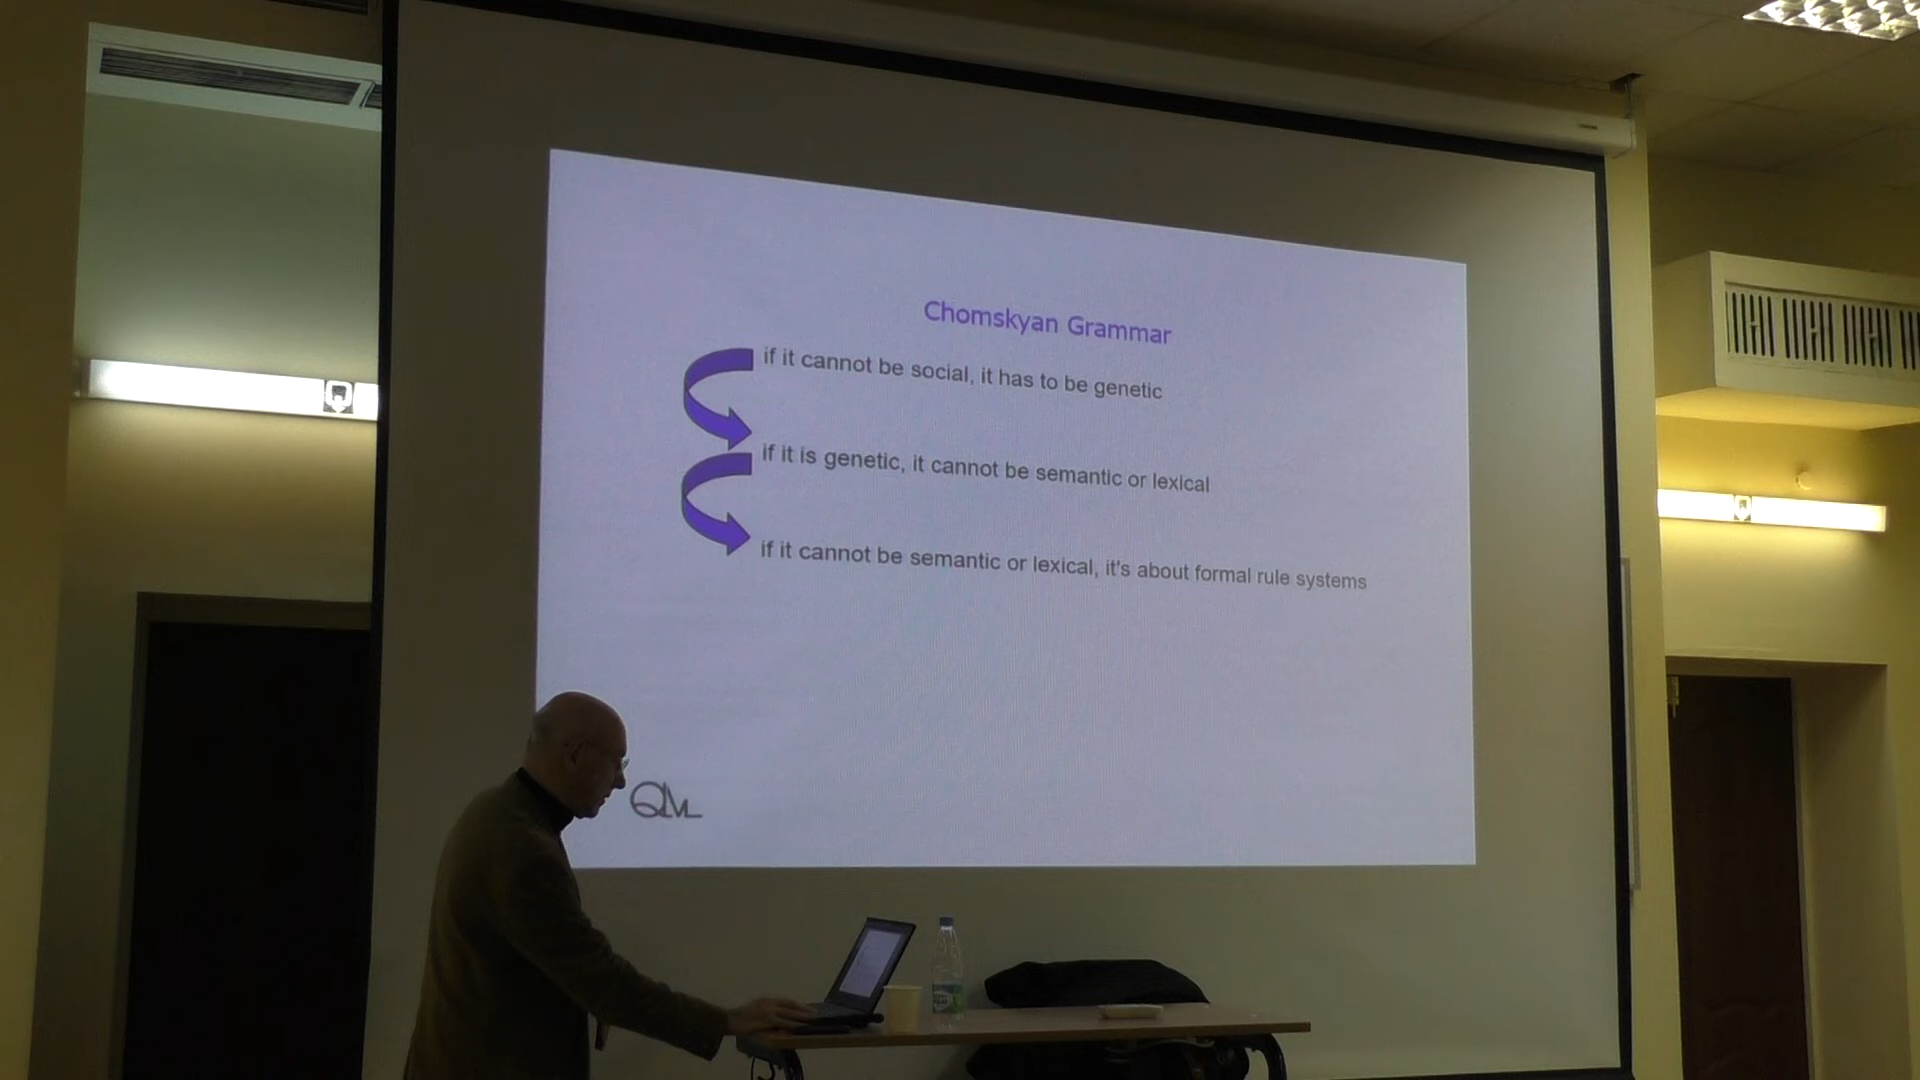 Chomskyan Grammar
if it cannot be social, it has to be genetic
if it is genetic, it cannot be semantic or lexical
if it cannot be semantic or lexical, it's about formal rule systems